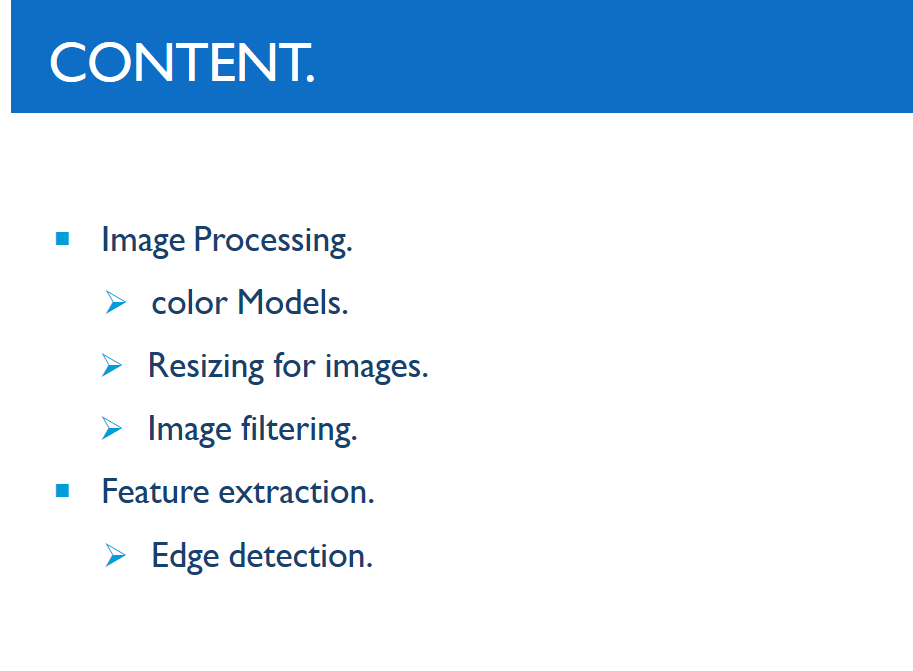 CONTENT.
Image Processing.
color Models.
Resizing for images.
Image filtering.
Feature extraction.
Edge detection.